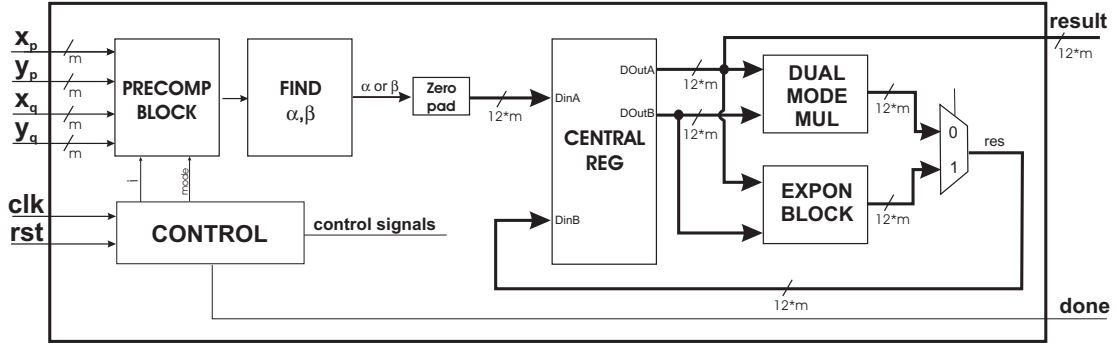 result
12*m
x_p
m
y_p
m
x_q
m
y_q
m
PRECOMP
BLOCK
FIND
α,β
α or β
Zero
pad
12*m
DinA
DOutA
DOutB
CENTRAL
REG
DinB
12*m
12*m
DUAL
MODE
MUL
12*m
EXPON
BLOCK
12*m
0
1
res
i
mode
clk
rst
CONTROL
control signals
12*m
done